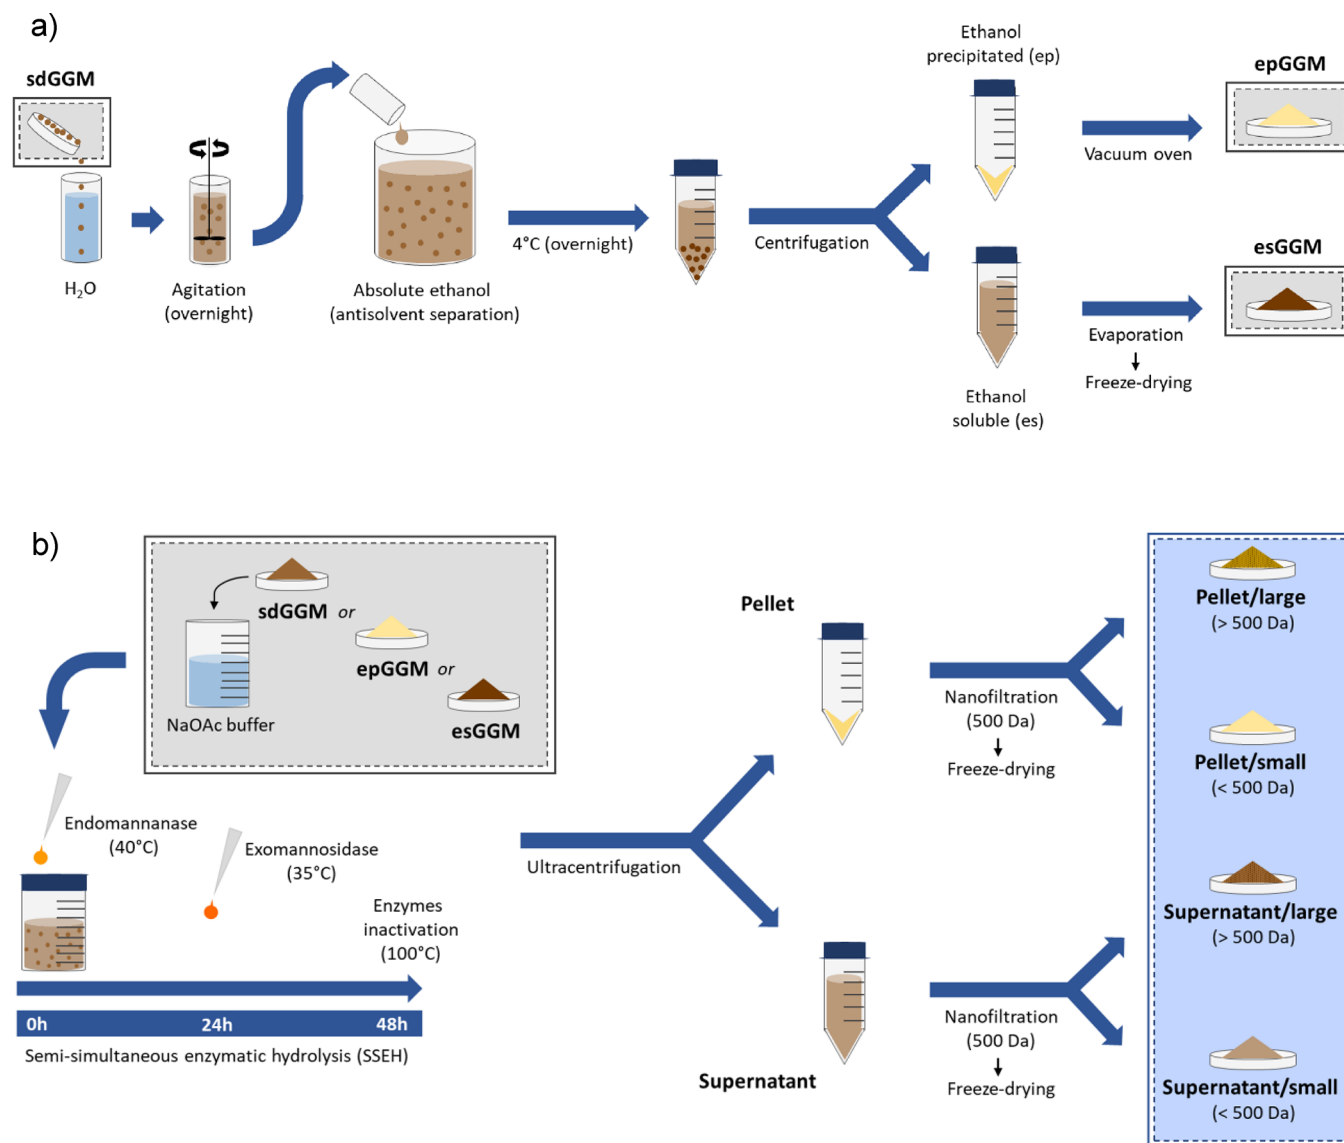 a)
sdGGM
H₂O
Agitation
(overnight)
Absolute ethanol
(antisolvent separation)
4°C (overnight)
Centrifugation
Ethanol
precipitated (ep)
Vacuum oven
epGGM
Ethanol
soluble (es)
Evaporation
Freeze-drying
esGGM
b)
sdGGM or
epGGM or
esGGM
NaOAc buffer
Endomannanase
(40°C)
Exomannosidase
(35°C)
Enzymes
inactivation
(100°C)
0h 24h 48h
Semi-simultaneous enzymatic hydrolysis (SSEH)
Ultracentrifugation
Pellet
Nanofiltration
(500 Da)
Freeze-drying
Supernatant
Nanofiltration
(500 Da)
Freeze-drying
Pellet/large
(> 500 Da)
Pellet/small
(< 500 Da)
Supernatant/large
(> 500 Da)
Supernatant/small
(< 500 Da)